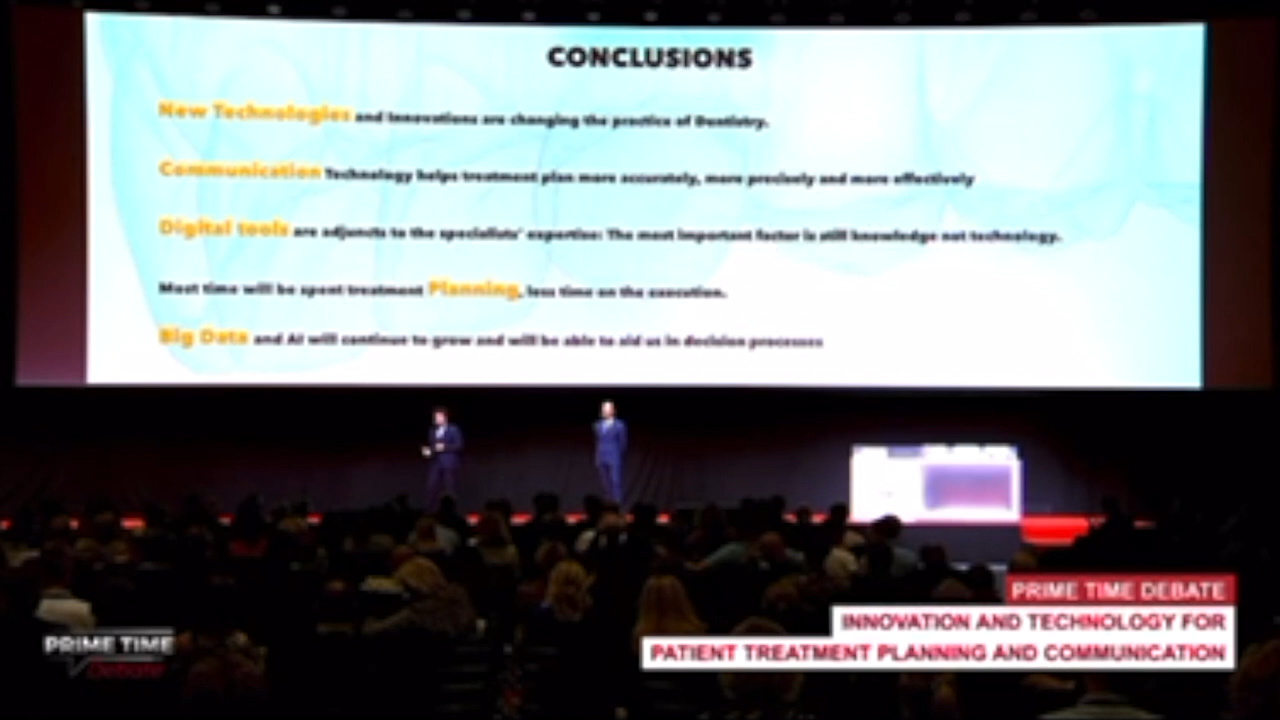 CONCLUSIONS
New Technologies and Innovations are changing the practice of Dentistry.
Communication Technology helps treatment plan more accurately, more precisely and more effectively
Digital tools are adjuncts to the specialists' expertise: The most important factor is still knowledge not technology.
Most time will be spent treatment Planning, less time on the execution.
Big Data and AI will continue to grow and will be able to aid us in decision processes
PRIME TIME DEBATE
INNOVATION AND TECHNOLOGY FOR
PATIENT TREATMENT PLANNING AND COMMUNICATION
PRIME TIME
Debate